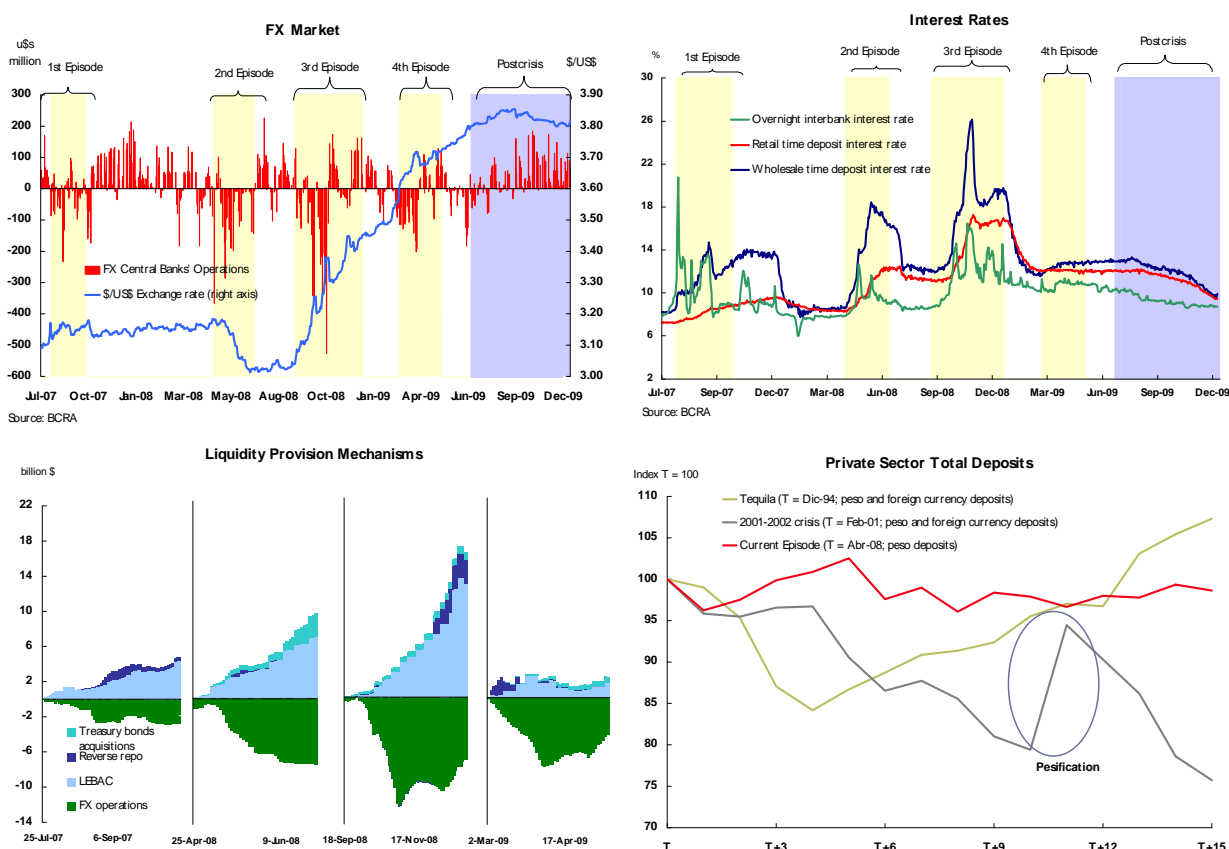 FX Market
u$s
million
$/US$
1st Episode
2nd Episode
3rd Episode
4th Episode
Postcrisis
300
200
100
0
-100
-200
-300
-400
-500
-600
3.90
3.80
3.70
3.60
3.50
3.40
3.30
3.20
3.10
3.00
FX Central Banks' Operations
$/US$ Exchange rate (right axis)
Jul-07 Oct-07 Jan-08 Mar-08 May-08 Aug-08 Oct-08 Jan-09 Apr-09 Jun-09 Sep-09 Dec-09
Source: BCRA
Interest Rates
%
1st Episode
2nd Episode
3rd Episode
4th Episode
Postcrisis
30
26
22
18
14
10
6
2
Overnight interbank interest rate
Retail time deposit interest rate
Wholesale time deposit interest rate
Jul-07 Sep-07 Dec-07 Mar-08 Jun-08 Sep-08 Dec-08 Mar-09 Jun-09 Sep-09 Dec-09
Source: BCRA
Liquidity Provision Mechanisms
billion $
22
18
14
10
6
2
-2
-6
-10
-14
Treasury bonds
acquisitions
Reverse repo
LEBAC
FX operations
25-Jul-07 6-Sep-07 25-Apr-08 9-Jun-08 18-Sep-08 17-Nov-08 2-Mar-09 17-Apr-09
Private Sector Total Deposits
Index T = 100
110
105
100
95
90
85
80
75
70
Tequila (T = Dic-94; peso and foreign currency deposits)
2001-2002 crisis (T = Feb-01; peso and foreign currency deposits)
Current Episode (T = Abr-08; peso deposits)
Pesification
T T+3 T+6 T+9 T+12 T+15